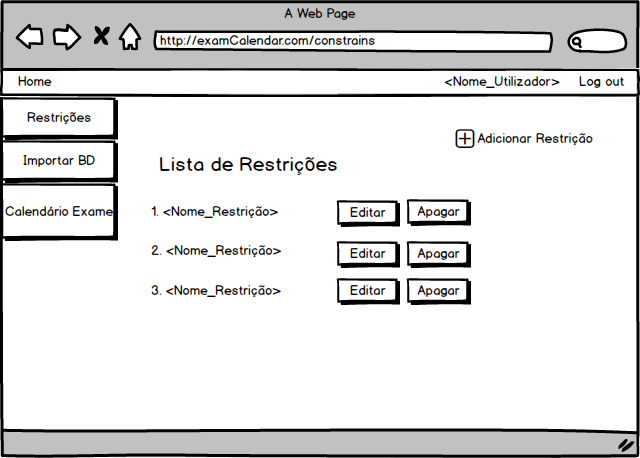 A Web Page
http://examCalendar.com/constrains
Home <Nome_Utilizador> Log out
Restrições
Importar BD
Calendário Exame
Adicionar Restrição
Lista de Restrições
1. <Nome_Restrição> Editar Apagar
2. <Nome_Restrição> Editar Apagar
3. <Nome_Restrição> Editar Apagar